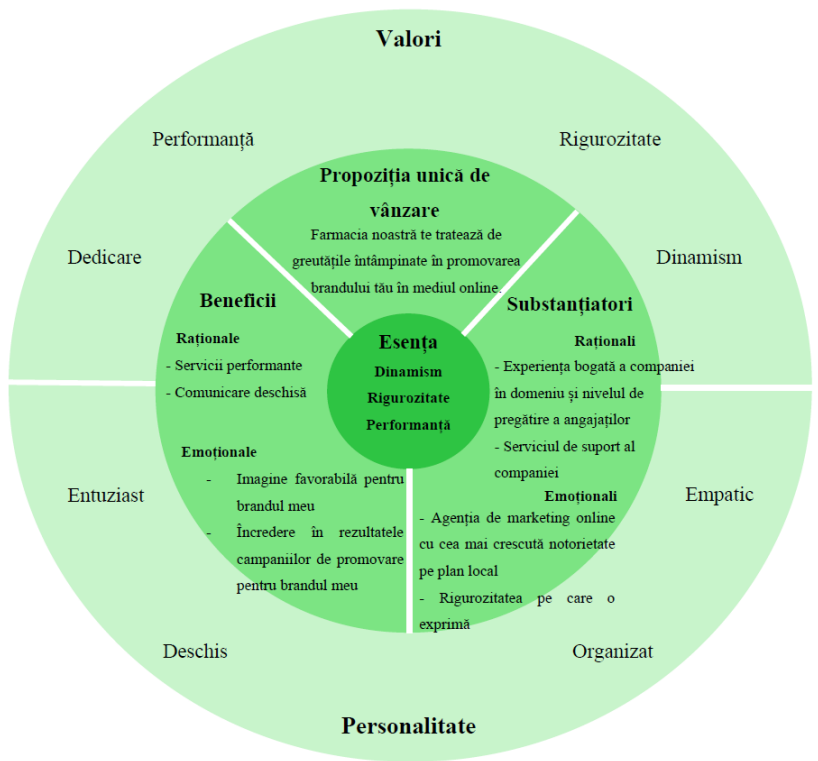 Valori
Performanță
Rigurozitate
Dedicare
Dinamism
Propoziția unică de
vânzare
Farmacia noastră te tratează de
greutățile întâmpinate în promovarea
brandului tău în mediul online.
Beneficii
Raționale
- Servicii performante
- Comunicare deschisă
Emoționale
- Imagine favorabilă pentru
brandul meu
- Încredere în rezultatele
campaniilor de promovare
pentru brandul meu
Esența
Dinamism
Rigurozitate
Performanță
Substanțiatori
Raționali
- Experiența bogată a companiei
în domeniu și nivelul de
pregătire a angajaților
- Serviciul de suport al
companiei
Emoționali
- Agenția de marketing online
cu cea mai crescută notorietate
pe plan local
- Rigurozitatea pe care o
exprimă
Entuziast
Empatic
Deschis
Organizat
Personalitate